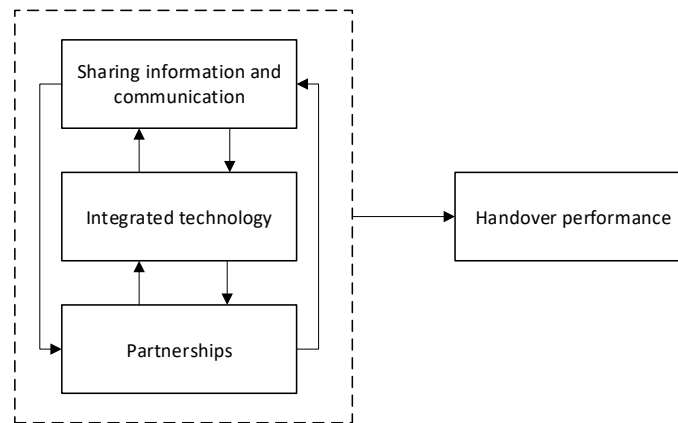 Sharing information and
communication
Integrated technology
Handover performance
Partnerships